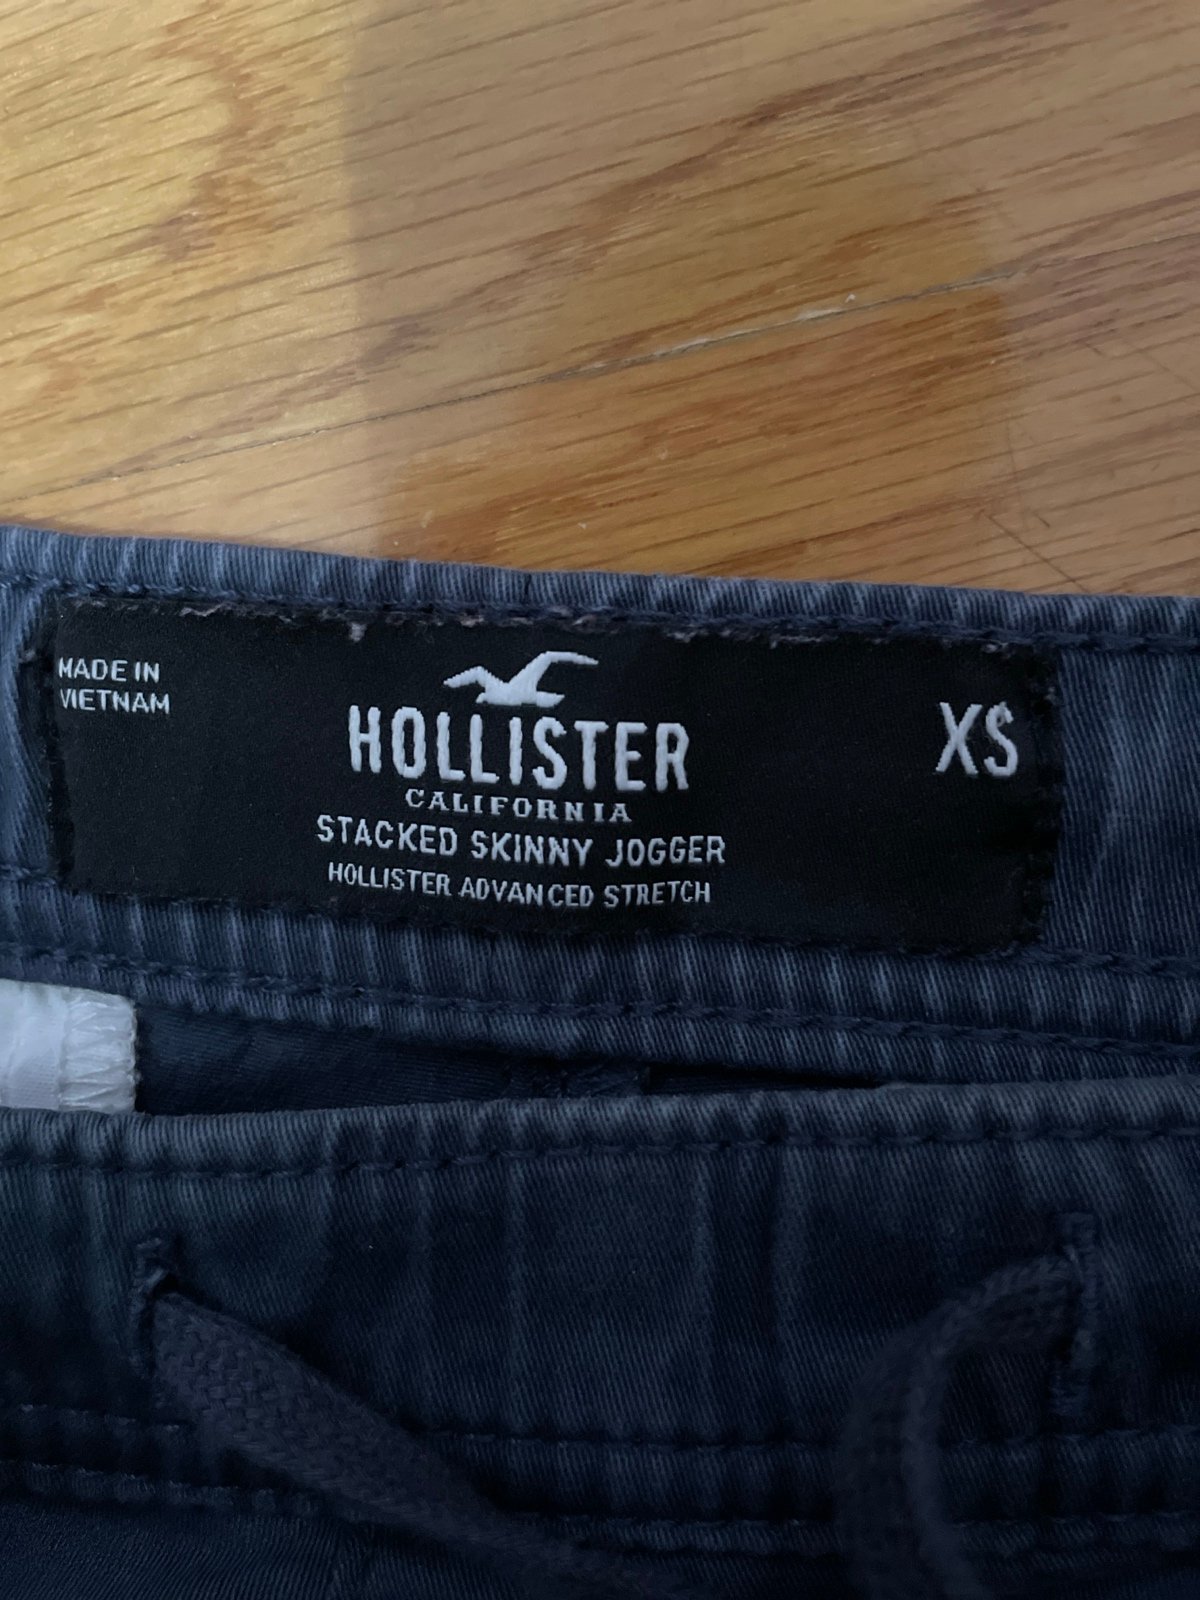 MADE IN
VIETNAM
HOLLISTER
CALIFORNIA
STACKED SKINNY JOGGER
HOLLISTER ADVANCED STRETCH
XS